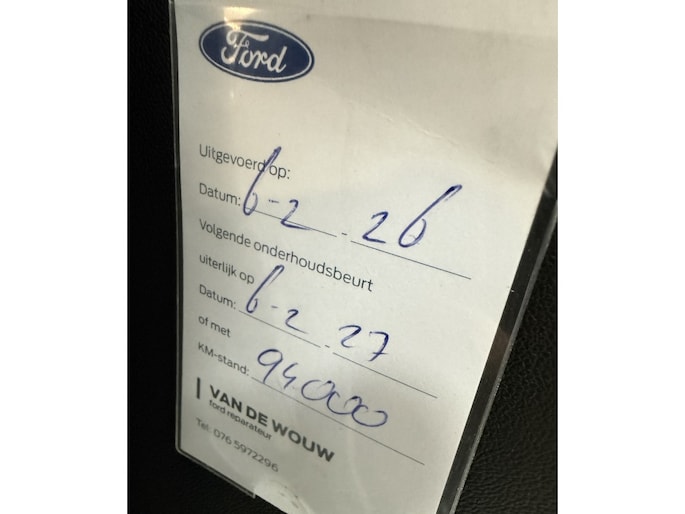 Ford
Uitgevoerd op:
Datum: 6-2-26
Volgende onderhoudsbeurt
uiterlijk op
Datum: 6-2-27
of met
KM-stand: 94000
VAN DE WOUW
ford reparateur
Tel: 076 5972296